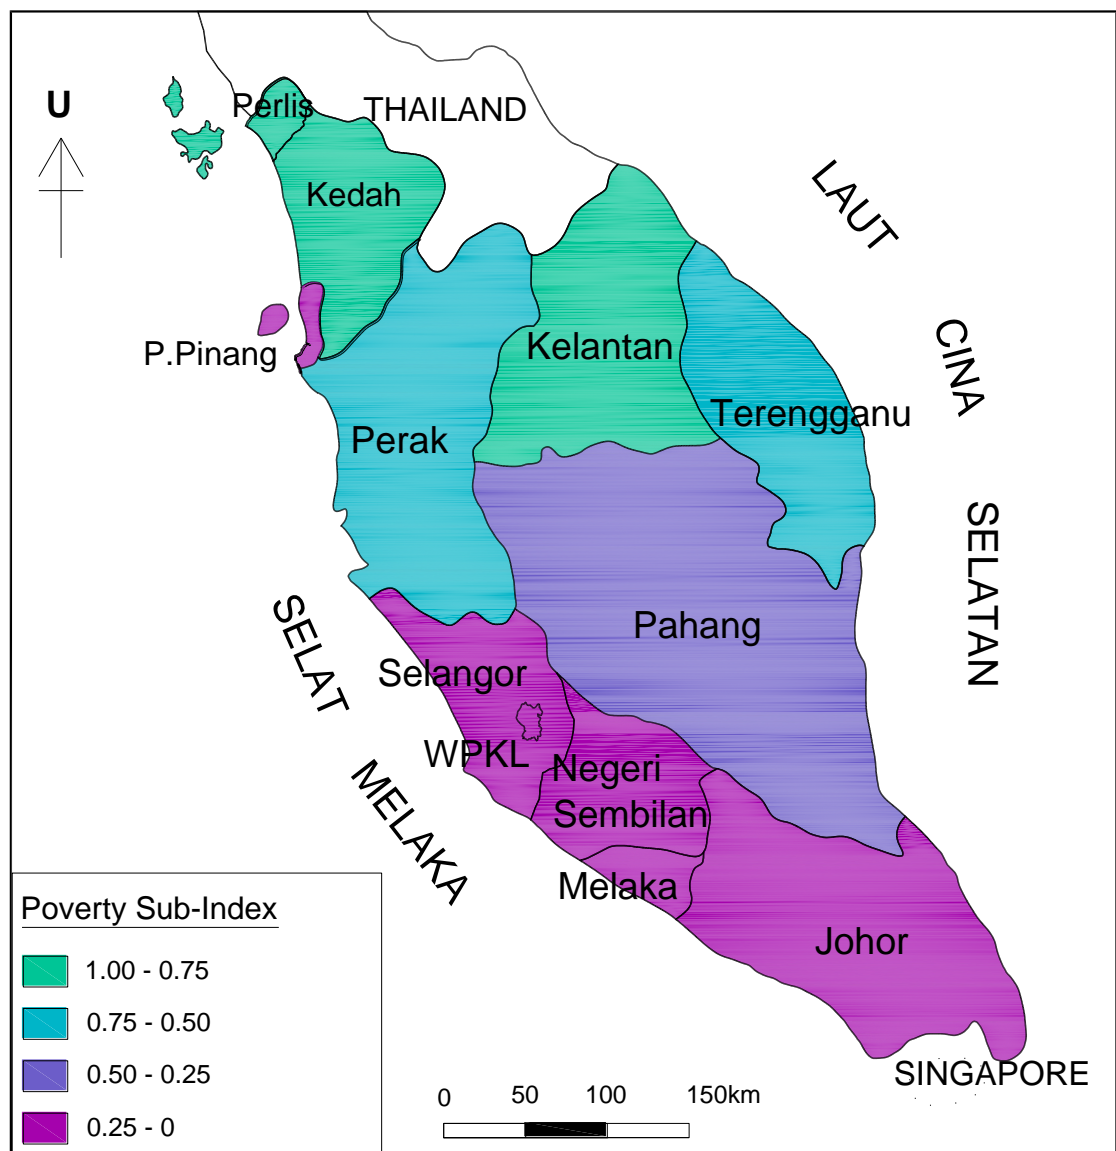 U
Perlis
THAILAND
Kedah
LAUT
CINA
SELATAN
P.Pinang
Kelantan
Terengganu
Perak
Pahang
SELAT
MELAKA
Selangor
WPKL
Negeri
Sembilan
Melaka
Johor
SINGAPORE
Poverty Sub-Index
1.00 - 0.75
0.75 - 0.50
0.50 - 0.25
0.25 - 0
0 50 100 150km